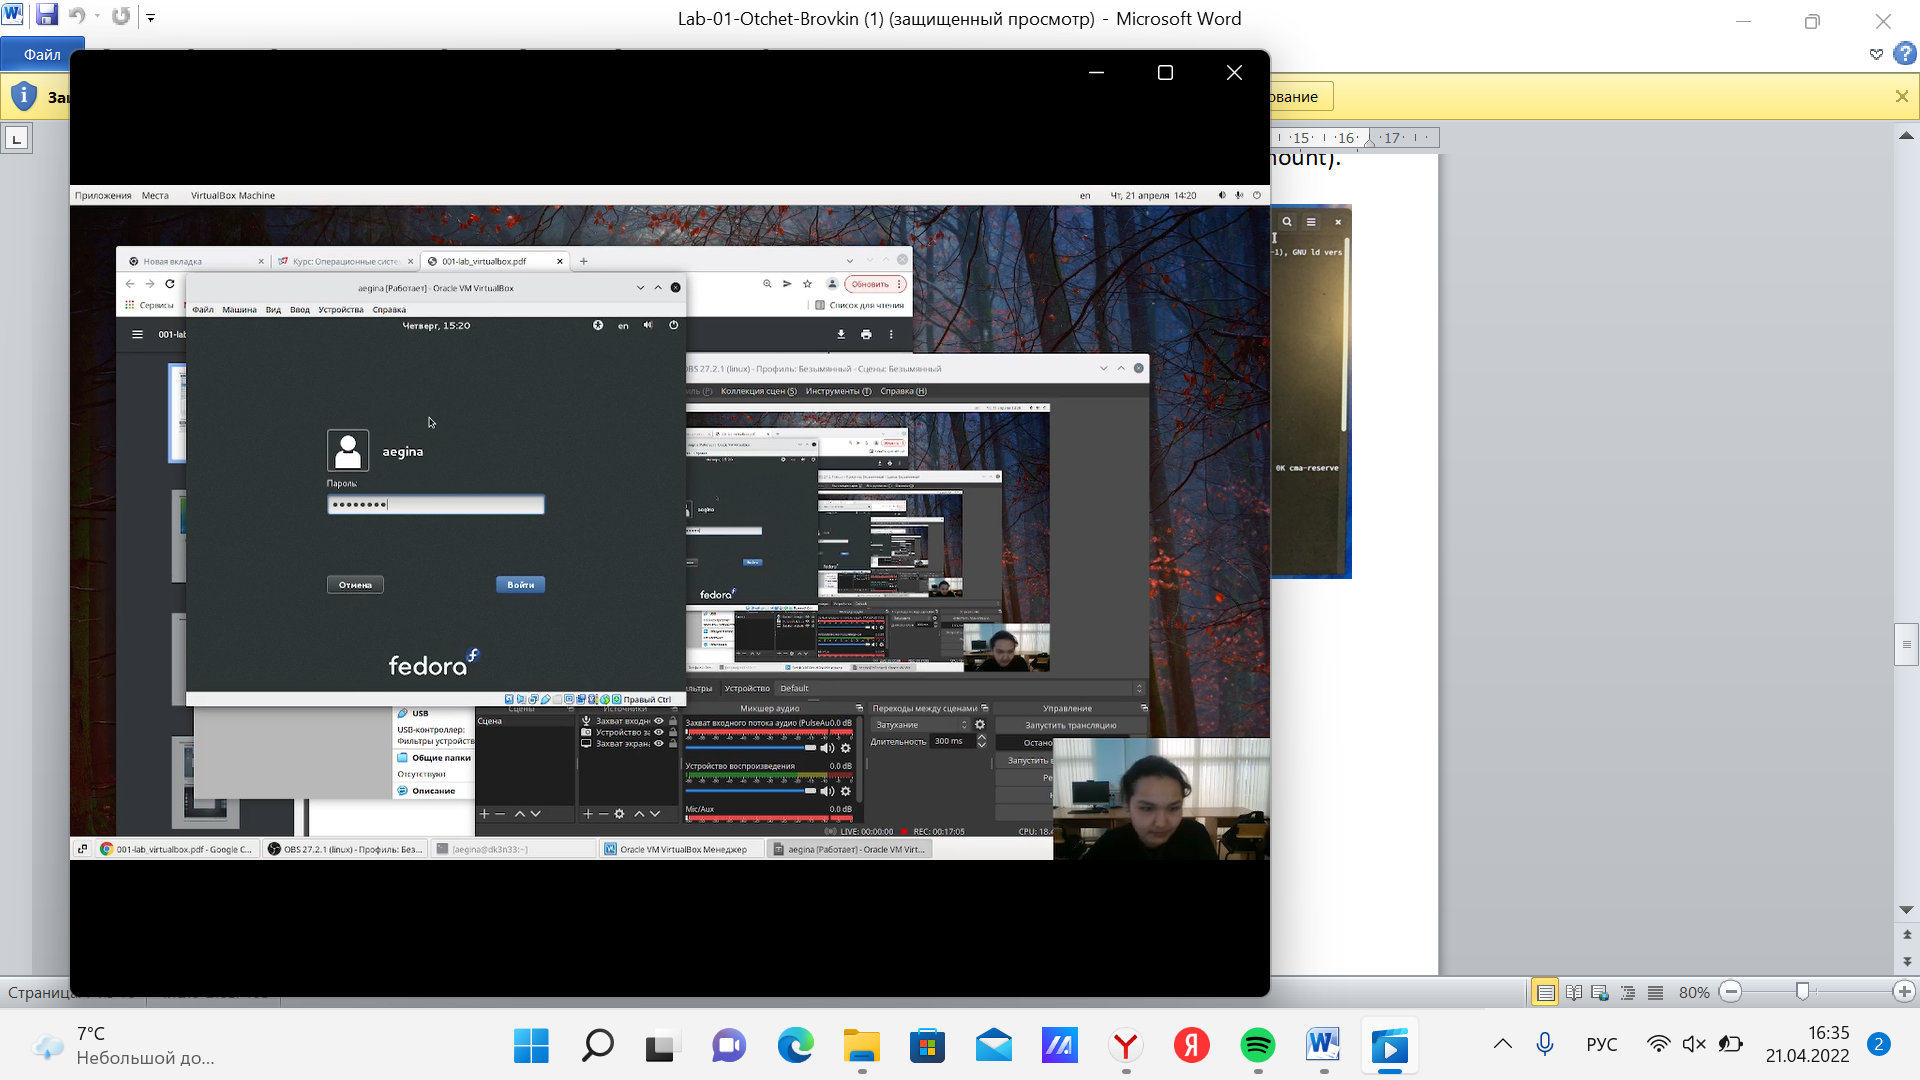 Lab-01-Otchet-Brovkin (1) (защищенный просмотр) - Microsoft Word
Файл
ование
15 16 17
nount).
Приложения Места VirtualBox Machine
en Чт, 21 апреля 14:20
Новая вкладка
Курс: Операционные систе
001-lab_virtualbox.pdf
Сервисы
Обновить
Список для чтения
001-lab
aegina [Работает] - Oracle VM VirtualBox
Файл Машина Вид Ввод Устройства Справка
Четверг, 15:20
en
aegina
Пароль:
Отмена
Войти
fedora
Правый Ctrl
-1), GNU ld vers
0K cma-reserve
OBS 27.2.1 (linux) - Профиль: Безымянный - Сцены: Безымянный
Коллекция сцен (S) Инструменты (T) Справка (H)
aegina
Войти
fedora
Устройство Default
USB
USB-контроллер:
Фильтры устройств
Общие папки
Отсутствуют
Описание
Сцены
Сцена
Источники
Захват входн
Устройство за
Захват экрана
Микшер аудио
Захват входного потока аудио (PulseAu 0.0 dB
Устройство воспроизведения 0.0 dB
Mic/Aux 0.0 dB
Переходы между сценами
Затухание
Длительность 300 ms
Управление
Запустить трансляцию
Остано
Запустить в
Ре
LIVE: 00:00:00 REC: 00:17:05 CPU: 18.4
001-lab_virtualbox.pdf - Google C...
OBS 27.2.1 (linux) - Профиль: Без...
[aegina@dk3n33:~]
Oracle VM VirtualBox Менеджер
aegina [Работает] - Oracle VM Virt...
Страница
80%
7°C
Небольшой до...
РУС
16:35
21.04.2022
2